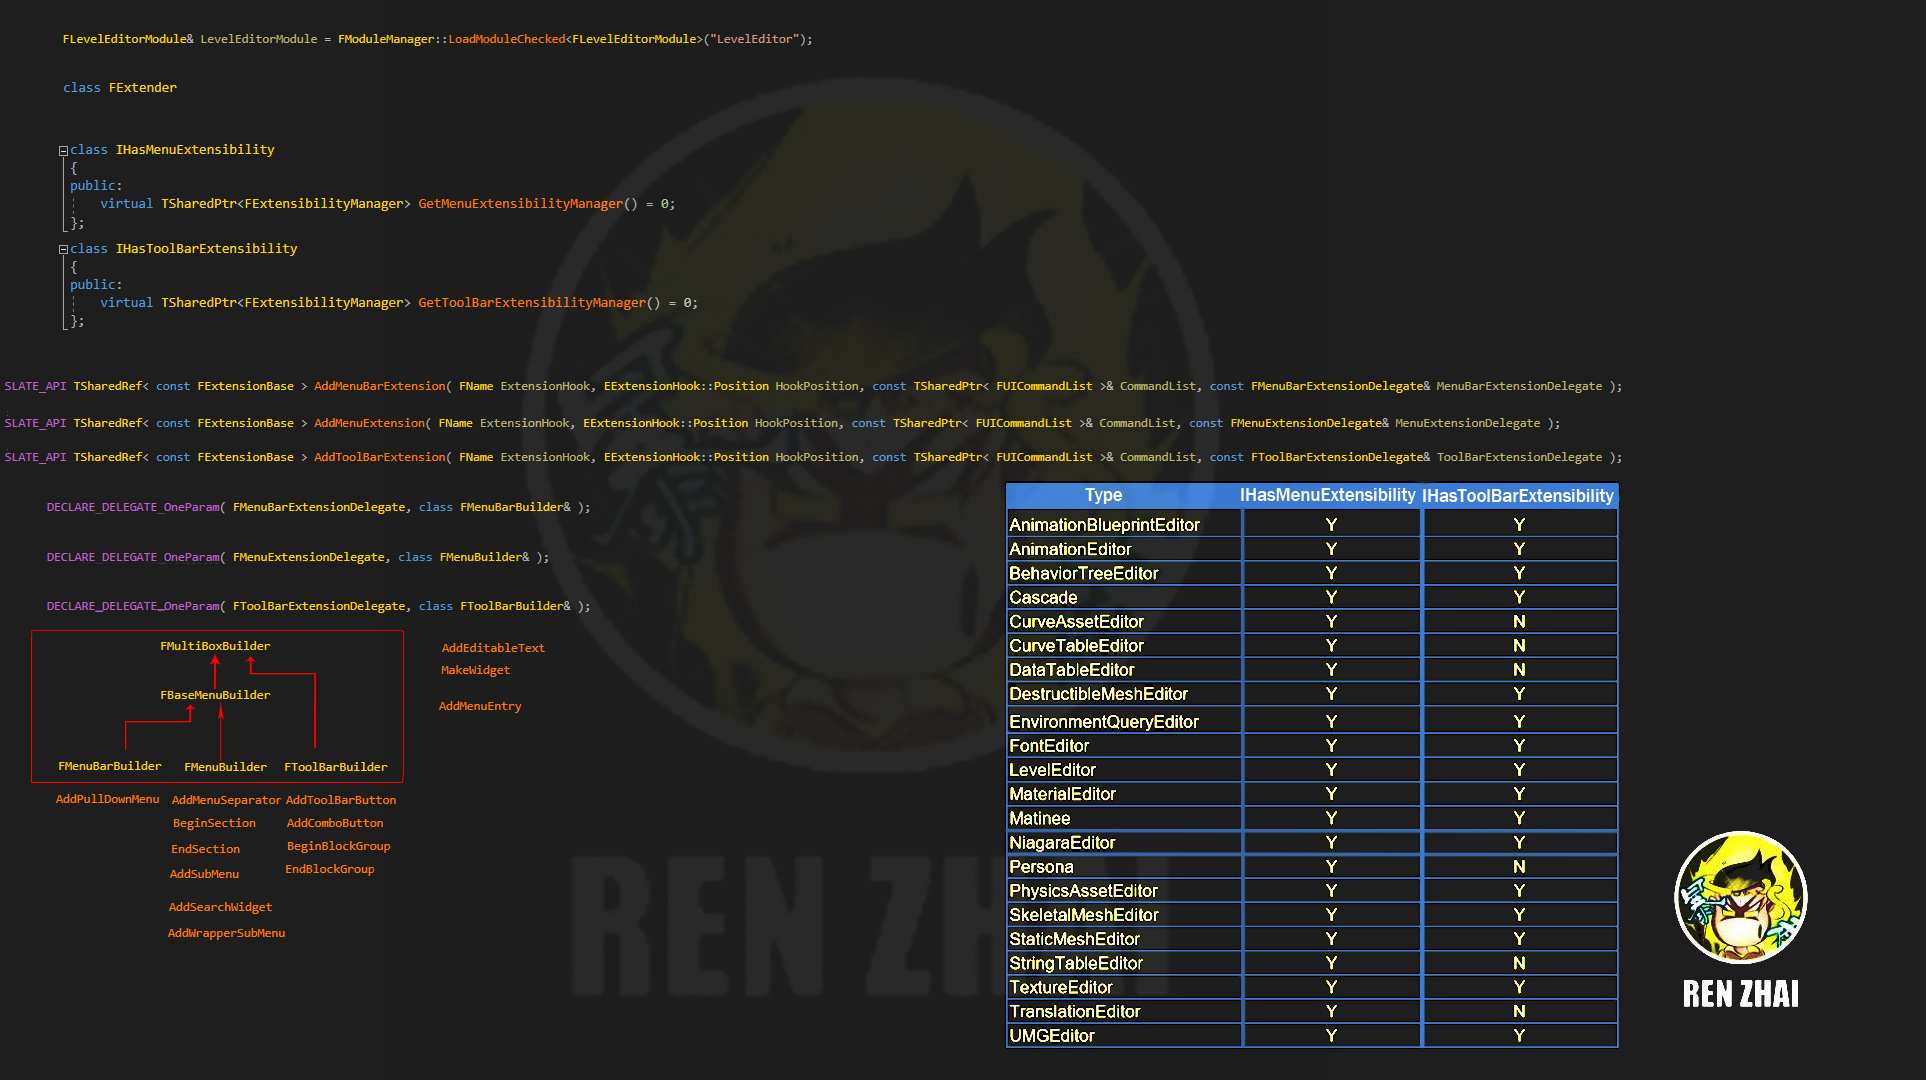 FLevelEditorModule& LevelEditorModule = FModuleManager::LoadModuleChecked<FLevelEditorModule>("LevelEditor");
class FExtender
class IHasMenuExtensibility
{
public:
virtual TSharedPtr<FExtensibilityManager> GetMenuExtensibilityManager() = 0;
};
class IHasToolBarExtensibility
{
public:
virtual TSharedPtr<FExtensibilityManager> GetToolBarExtensibilityManager() = 0;
};
SLATE_API TSharedRef< const FExtensionBase > AddMenuBarExtension( FName ExtensionHook, EExtensionHook::Position HookPosition, const TSharedPtr< FUICommandList >& CommandList, const FMenuBarExtensionDelegate& MenuBarExtensionDelegate );
SLATE_API TSharedRef< const FExtensionBase > AddMenuExtension( FName ExtensionHook, EExtensionHook::Position HookPosition, const TSharedPtr< FUICommandList >& CommandList, const FMenuExtensionDelegate& MenuExtensionDelegate );
SLATE_API TSharedRef< const FExtensionBase > AddToolBarExtension( FName ExtensionHook, EExtensionHook::Position HookPosition, const TSharedPtr< FUICommandList >& CommandList, const FToolBarExtensionDelegate& ToolBarExtensionDelegate );
DECLARE_DELEGATE_OneParam( FMenuBarExtensionDelegate, class FMenuBarBuilder& );
DECLARE_DELEGATE_OneParam( FMenuExtensionDelegate, class FMenuBuilder& );
DECLARE_DELEGATE_OneParam( FToolBarExtensionDelegate, class FToolBarBuilder& );
FMultiBoxBuilder
FBaseMenuBuilder
FMenuBarBuilder FMenuBuilder FToolBarBuilder
AddEditableText
MakeWidget
AddMenuEntry
AddPullDownMenu AddMenuSeparator AddToolBarButton
BeginSection AddComboButton
EndSection BeginBlockGroup
AddSubMenu EndBlockGroup
AddSearchWidget
AddWrapperSubMenu
Type IHasMenuExtensibility IHasToolBarExtensibility
AnimationBlueprintEditor Y Y
AnimationEditor Y Y
BehaviorTreeEditor Y Y
Cascade Y Y
CurveAssetEditor Y N
CurveTableEditor Y N
DataTableEditor Y N
DestructibleMeshEditor Y Y
EnvironmentQueryEditor Y Y
FontEditor Y Y
LevelEditor Y Y
MaterialEditor Y Y
Matinee Y Y
NiagaraEditor Y Y
Persona Y N
PhysicsAssetEditor Y Y
SkeletalMeshEditor Y Y
StaticMeshEditor Y Y
StringTableEditor Y N
TextureEditor Y Y
TranslationEditor Y N
UMGEditor Y Y
REN ZHAI
REN ZHAI